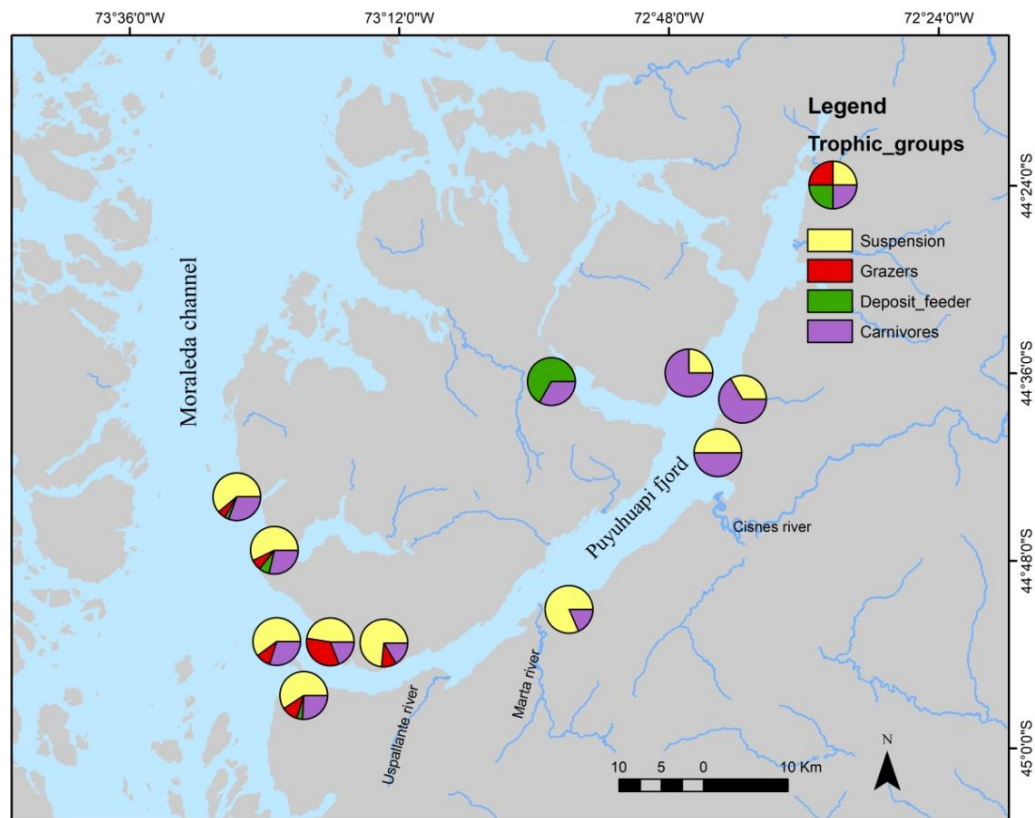 73°36'0"W
73°12'0"W
72°48'0"W
72°24'0"W
Legend
Trophic_groups
Suspension
Grazers
Deposit_feeder
Carnivores
44°24'0"S
44°36'0"S
44°48'0"S
45°0'0"S
Moraleda channel
Puyuhuapi fjord
Cisnes river
Marta river
Uspallante river
N
10 5 0 10 Km